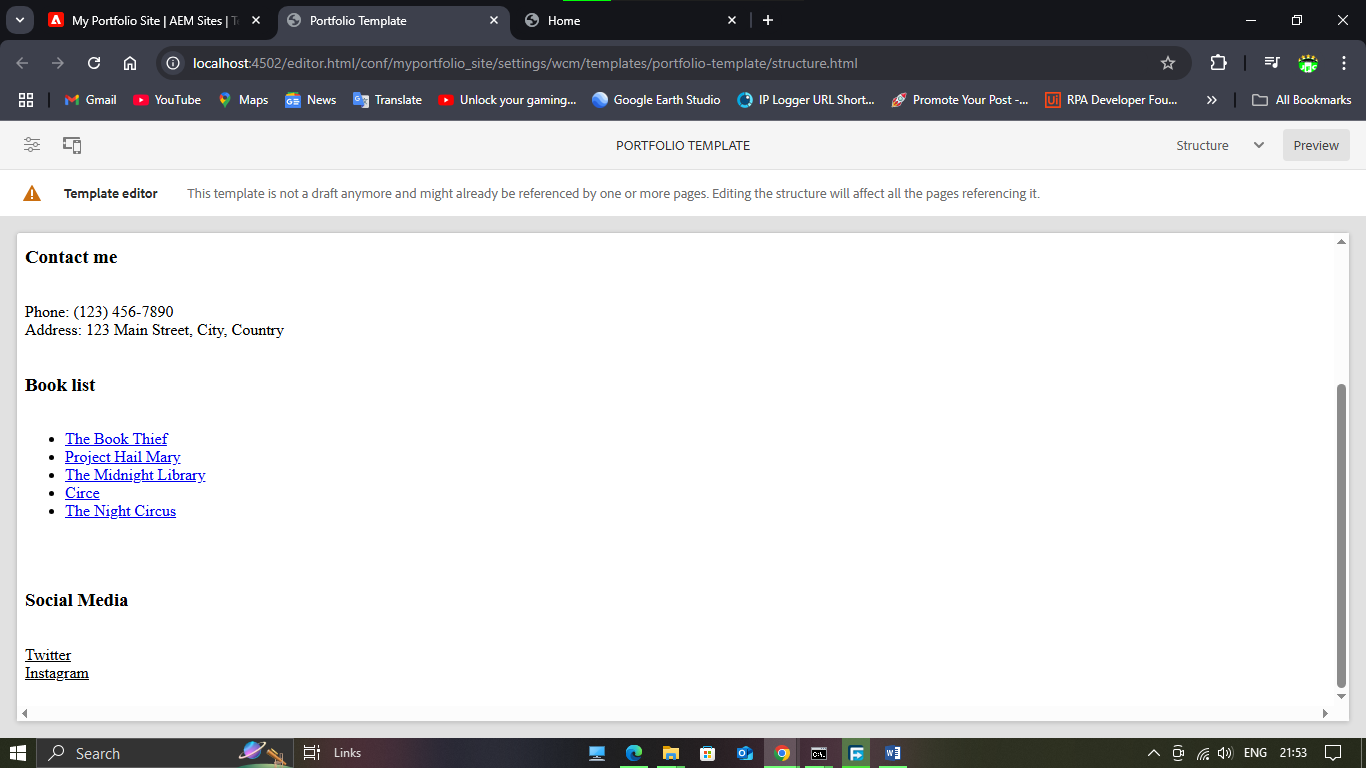 My Portfolio Site | AEM Sites | T
Portfolio Template
Home
localhost:4502/editor.html/conf/myportfolio_site/settings/wcm/templates/portfolio-template/structure.html
Gmail
YouTube
Maps
News
Translate
Unlock your gaming...
Google Earth Studio
IP Logger URL Short...
Promote Your Post -...
Ui
RPA Developer Fou...
All Bookmarks
PORTFOLIO TEMPLATE
Structure
Preview
Template editor
This template is not a draft anymore and might already be referenced by one or more pages. Editing the structure will affect all the pages referencing it.
Contact me
Phone: (123) 456-7890
Address: 123 Main Street, City, Country
Book list
The Book Thief
Project Hail Mary
The Midnight Library
Circe
The Night Circus
Social Media
Twitter
Instagram
Search
Links
ENG
21:53